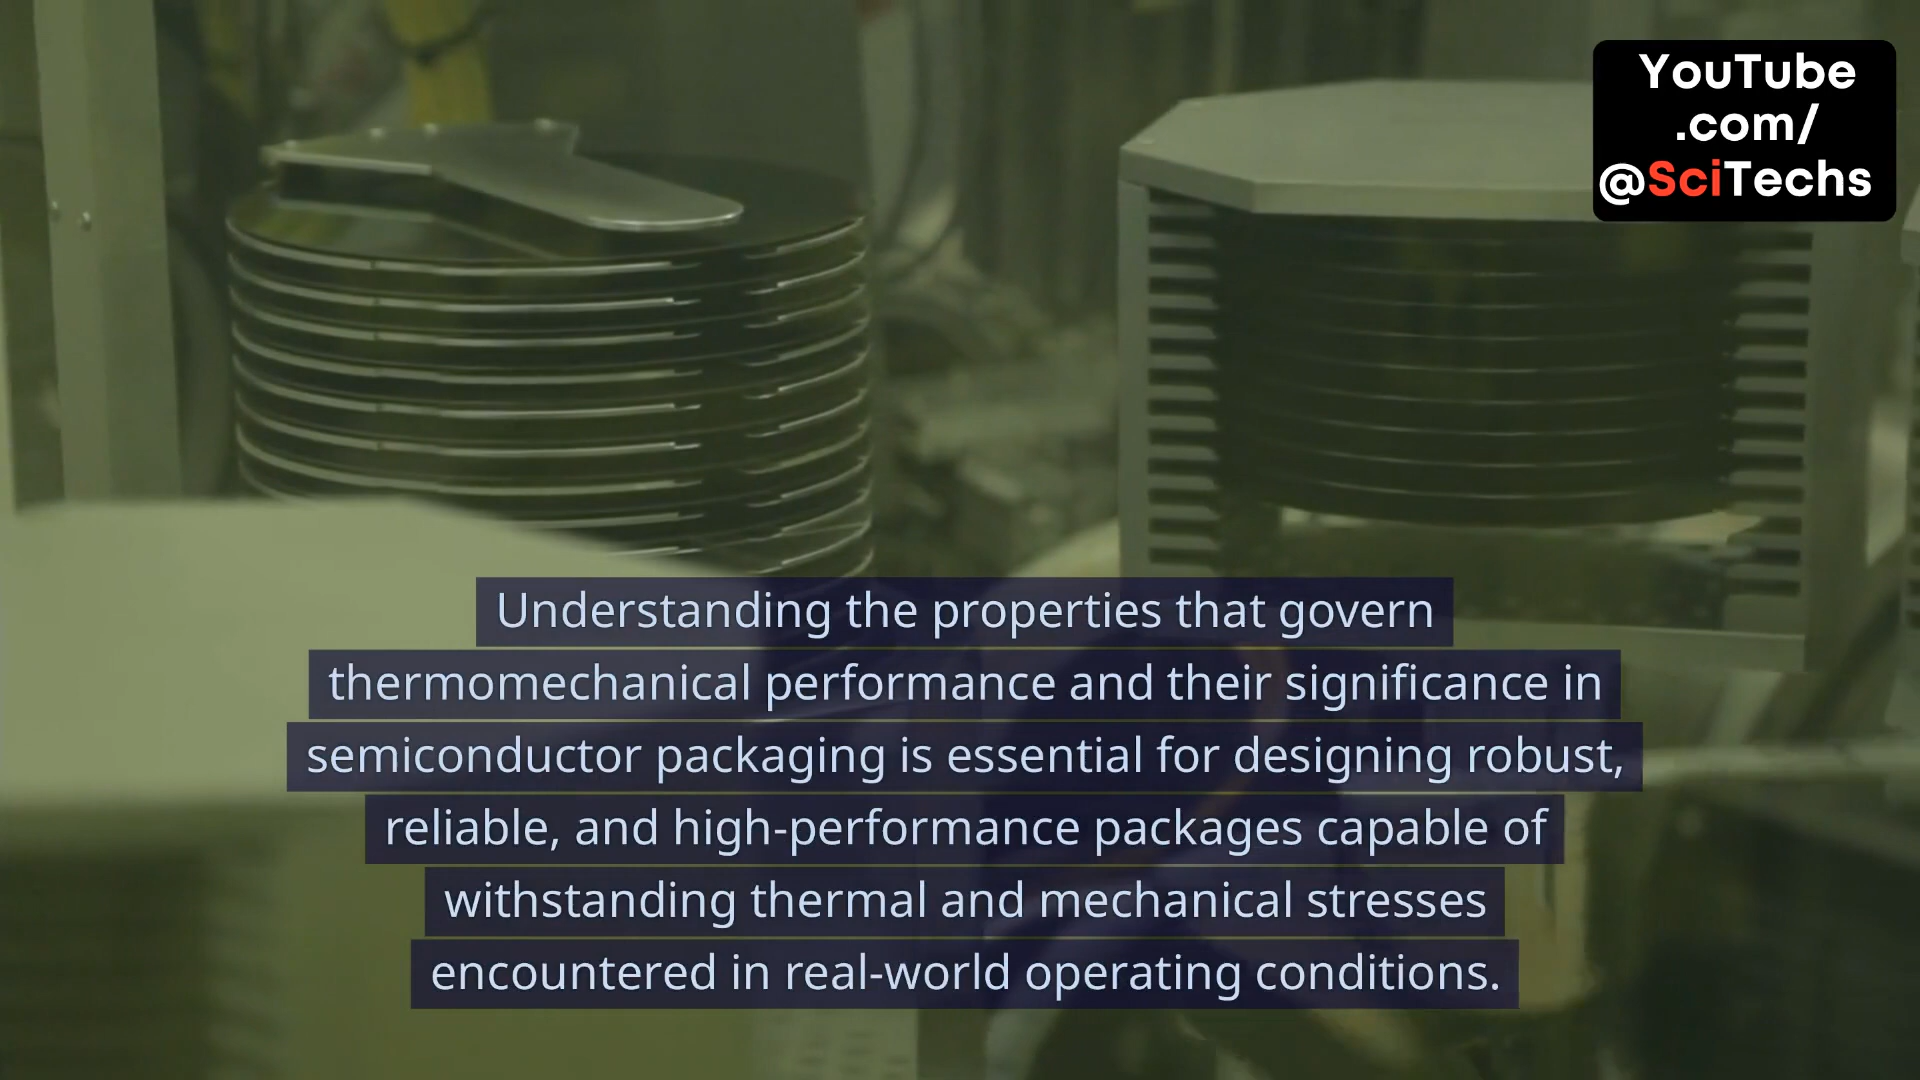 YouTube
.com/
@SciTechs
Understanding the properties that govern
thermomechanical performance and their significance in
semiconductor packaging is essential for designing robust,
reliable, and high-performance packages capable of
withstanding thermal and mechanical stresses
encountered in real-world operating conditions.